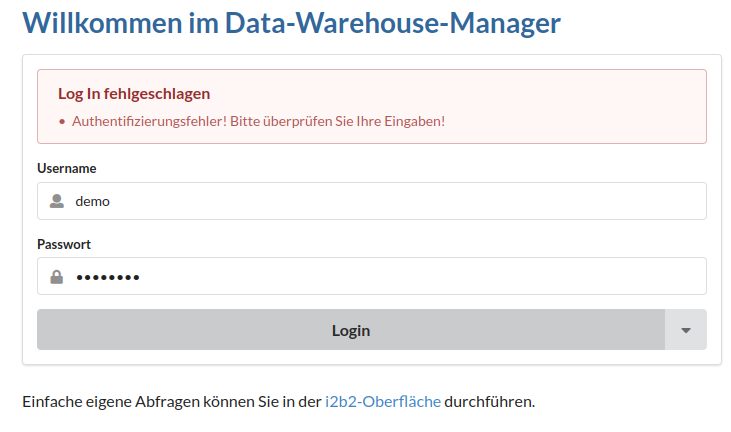 Willkommen im Data-Warehouse-Manager
Log In fehlgeschlagen
• Authentifizierungsfehler! Bitte überprüfen Sie Ihre Eingaben!
Username
demo
Passwort
••••••••
Login
Einfache eigene Abfragen können Sie in der i2b2-Oberfläche durchführen.